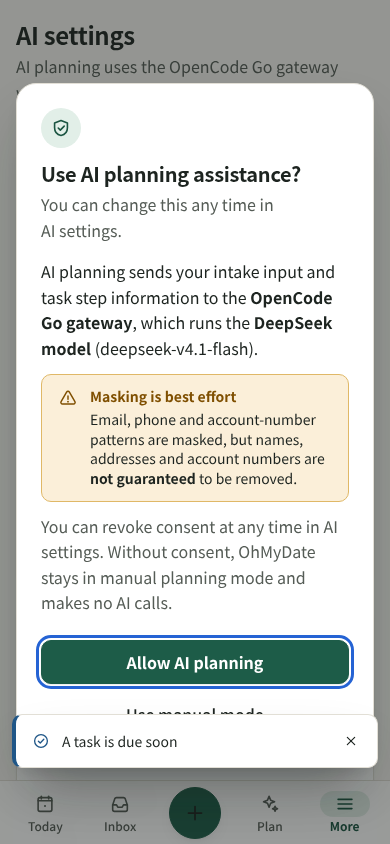 AI settings
AI planning uses the OpenCode Go gateway
Use AI planning assistance?
You can change this any time in
AI settings.
AI planning sends your intake input and
task step information to the OpenCode
Go gateway, which runs the DeepSeek
model (deepseek-v4.1-flash).
Masking is best effort
Email, phone and account-number
patterns are masked, but names,
addresses and account numbers are
not guaranteed to be removed.
You can revoke consent at any time in AI
settings. Without consent, OhMyDate
stays in manual planning mode and
makes no AI calls.
Allow AI planning
Use manual mode
A task is due soon
Today
Inbox
Plan
More